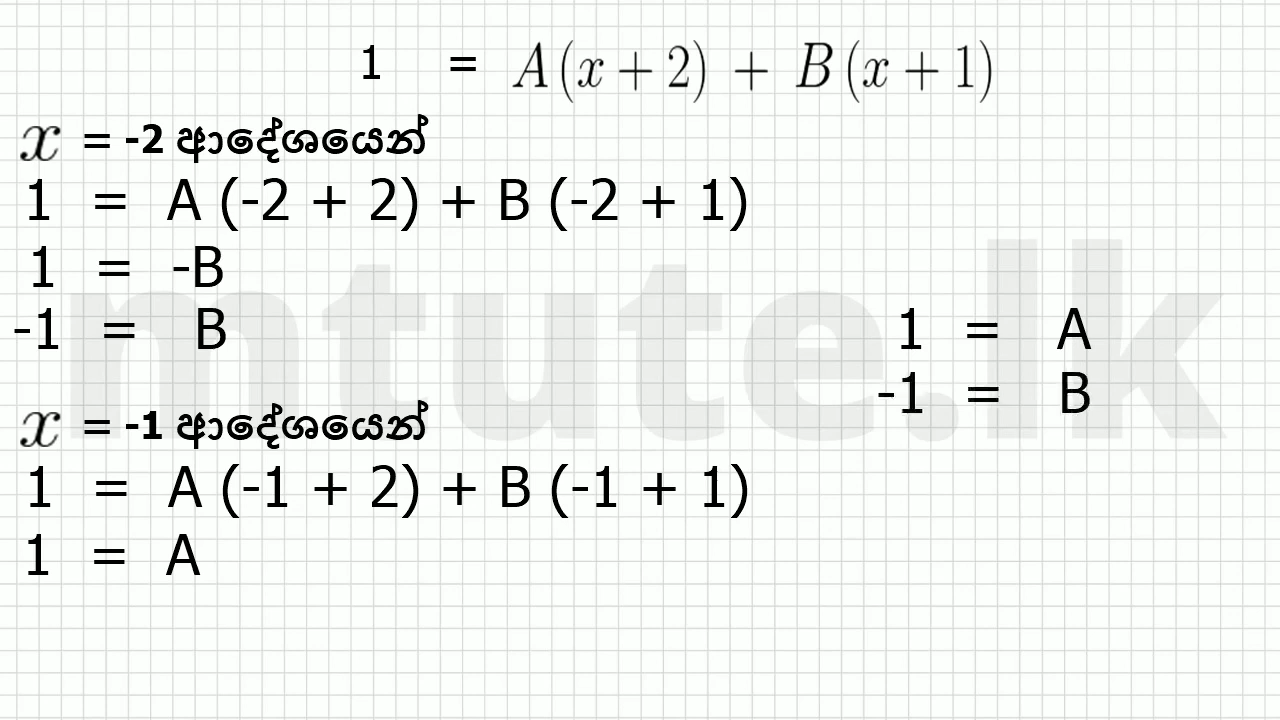 1 = A(x + 2) + B(x + 1)
x = -2 ආදේශයෙන්
1 = A (-2 + 2) + B (-2 + 1)
1 = -B
-1 = B
x = -1 ආදේශයෙන්
1 = A (-1 + 2) + B (-1 + 1)
1 = A
1 = A
-1 = B
mtute.lk